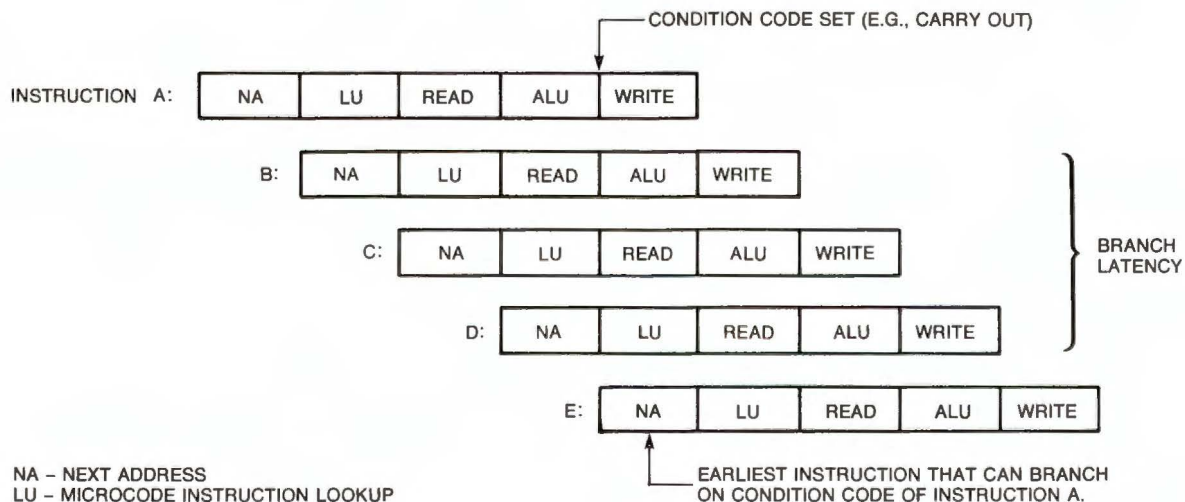 CONDITION CODE SET (E.G., CARRY OUT)
INSTRUCTION A: NA LU READ ALU WRITE
B: NA LU READ ALU WRITE
C: NA LU READ ALU WRITE
D: NA LU READ ALU WRITE
BRANCH
LATENCY
E: NA LU READ ALU WRITE
NA – NEXT ADDRESS
LU – MICROCODE INSTRUCTION LOOKUP
EARLIEST INSTRUCTION THAT CAN BRANCH
ON CONDITION CODE OF INSTRUCTION A.